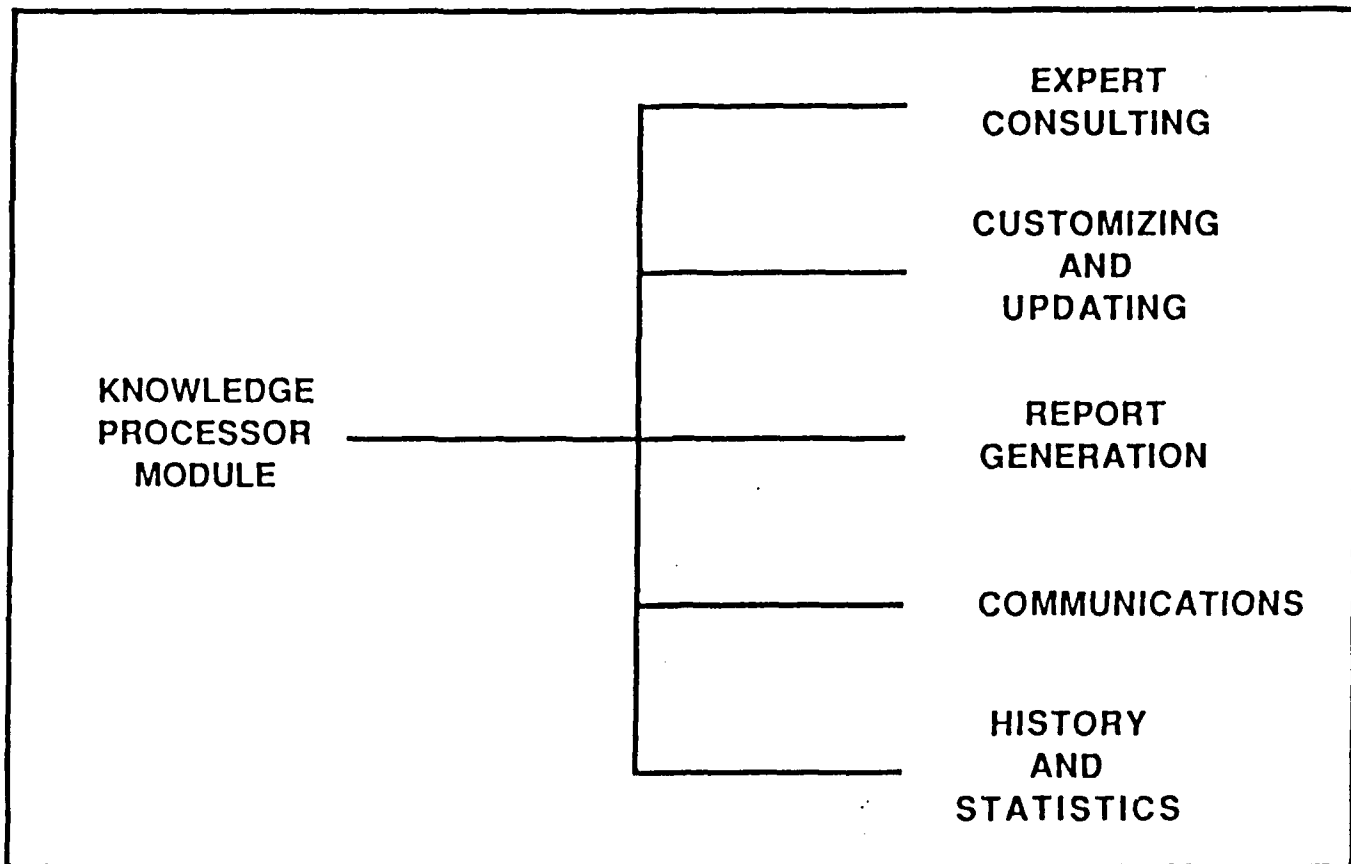 EXPERT
CONSULTING
CUSTOMIZING
AND
UPDATING
KNOWLEDGE
PROCESSOR
MODULE
REPORT
GENERATION
COMMUNICATIONS
HISTORY
AND
STATISTICS